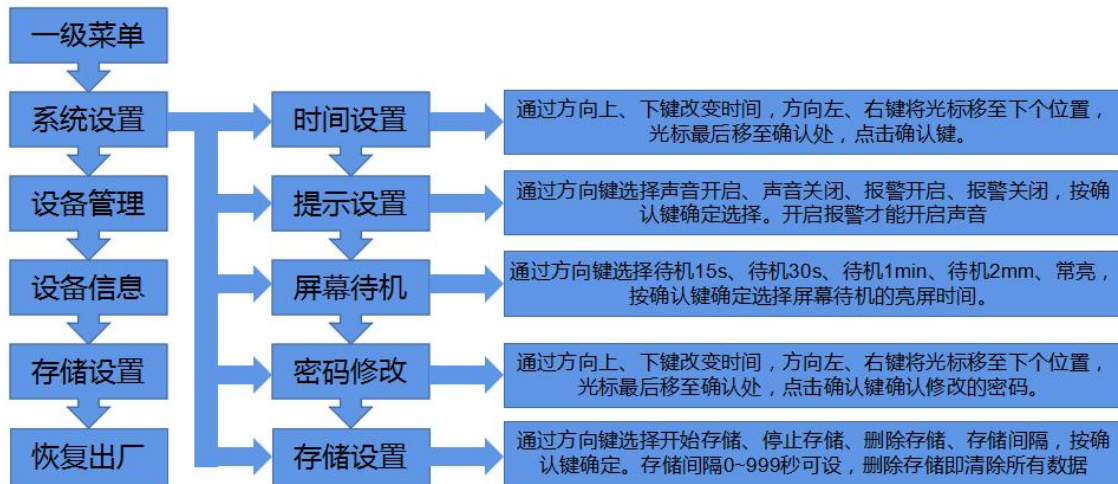 一级菜单
系统设置
时间设置
通过方向上、下键改变时间，方向左、右键将光标移至下个位置，
光标最后移至确认处，点击确认键。
设备管理
提示设置
通过方向键选择声音开启、声音关闭、报警开启、报警关闭，按确
认键确定选择。开启报警才能开启声音
设备信息
屏幕待机
通过方向键选择待机15s、待机30s、待机1min、待机2mm、常亮，
按确认键确定选择屏幕待机的亮屏时间。
存储设置
密码修改
通过方向上、下键改变时间，方向左、右键将光标移至下个位置，
光标最后移至确认处，点击确认键确认修改的密码。
恢复出厂
存储设置
通过方向键选择开始存储、停止存储、删除存储、存储间隔，按确
认键确定。存储间隔0~999秒可设，删除存储即清除所有数据